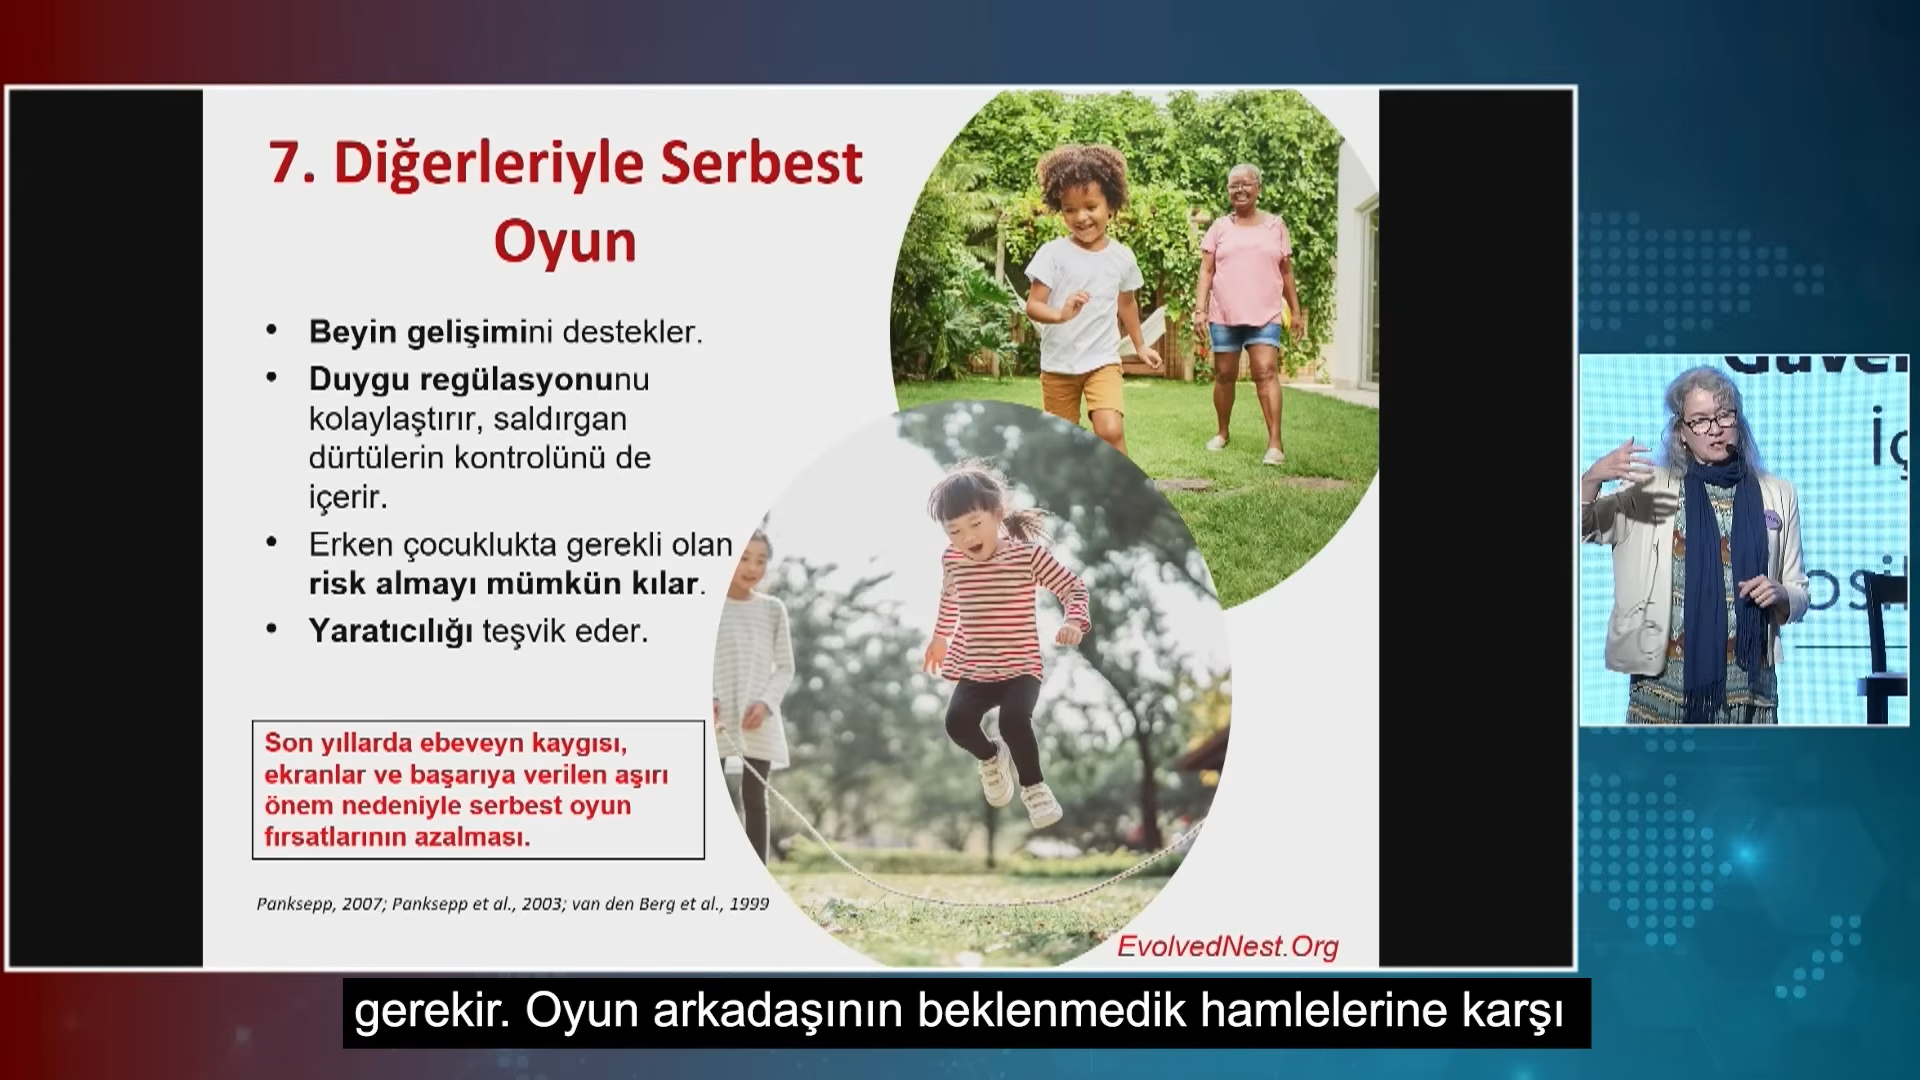 7. Diğerleriyle Serbest
Oyun
• Beyin gelişimini destekler.
• Duygu regülasyonunu
kolaylaştırır, saldırgan
dürtülerin kontrolünü de
içerir.
• Erken çocuklukta gerekli olan
risk almayı mümkün kılar.
• Yaratıcılığı teşvik eder.
Son yıllarda ebeveyn kaygısı,
ekranlar ve başarıya verilen aşırı
önem nedeniyle serbest oyun
fırsatlarının azalması.
Panksepp, 2007; Panksepp et al., 2003; van den Berg et al., 1999
EvolvedNest.Org
gerekir. Oyun arkadaşının beklenmedik hamlelerine karşı